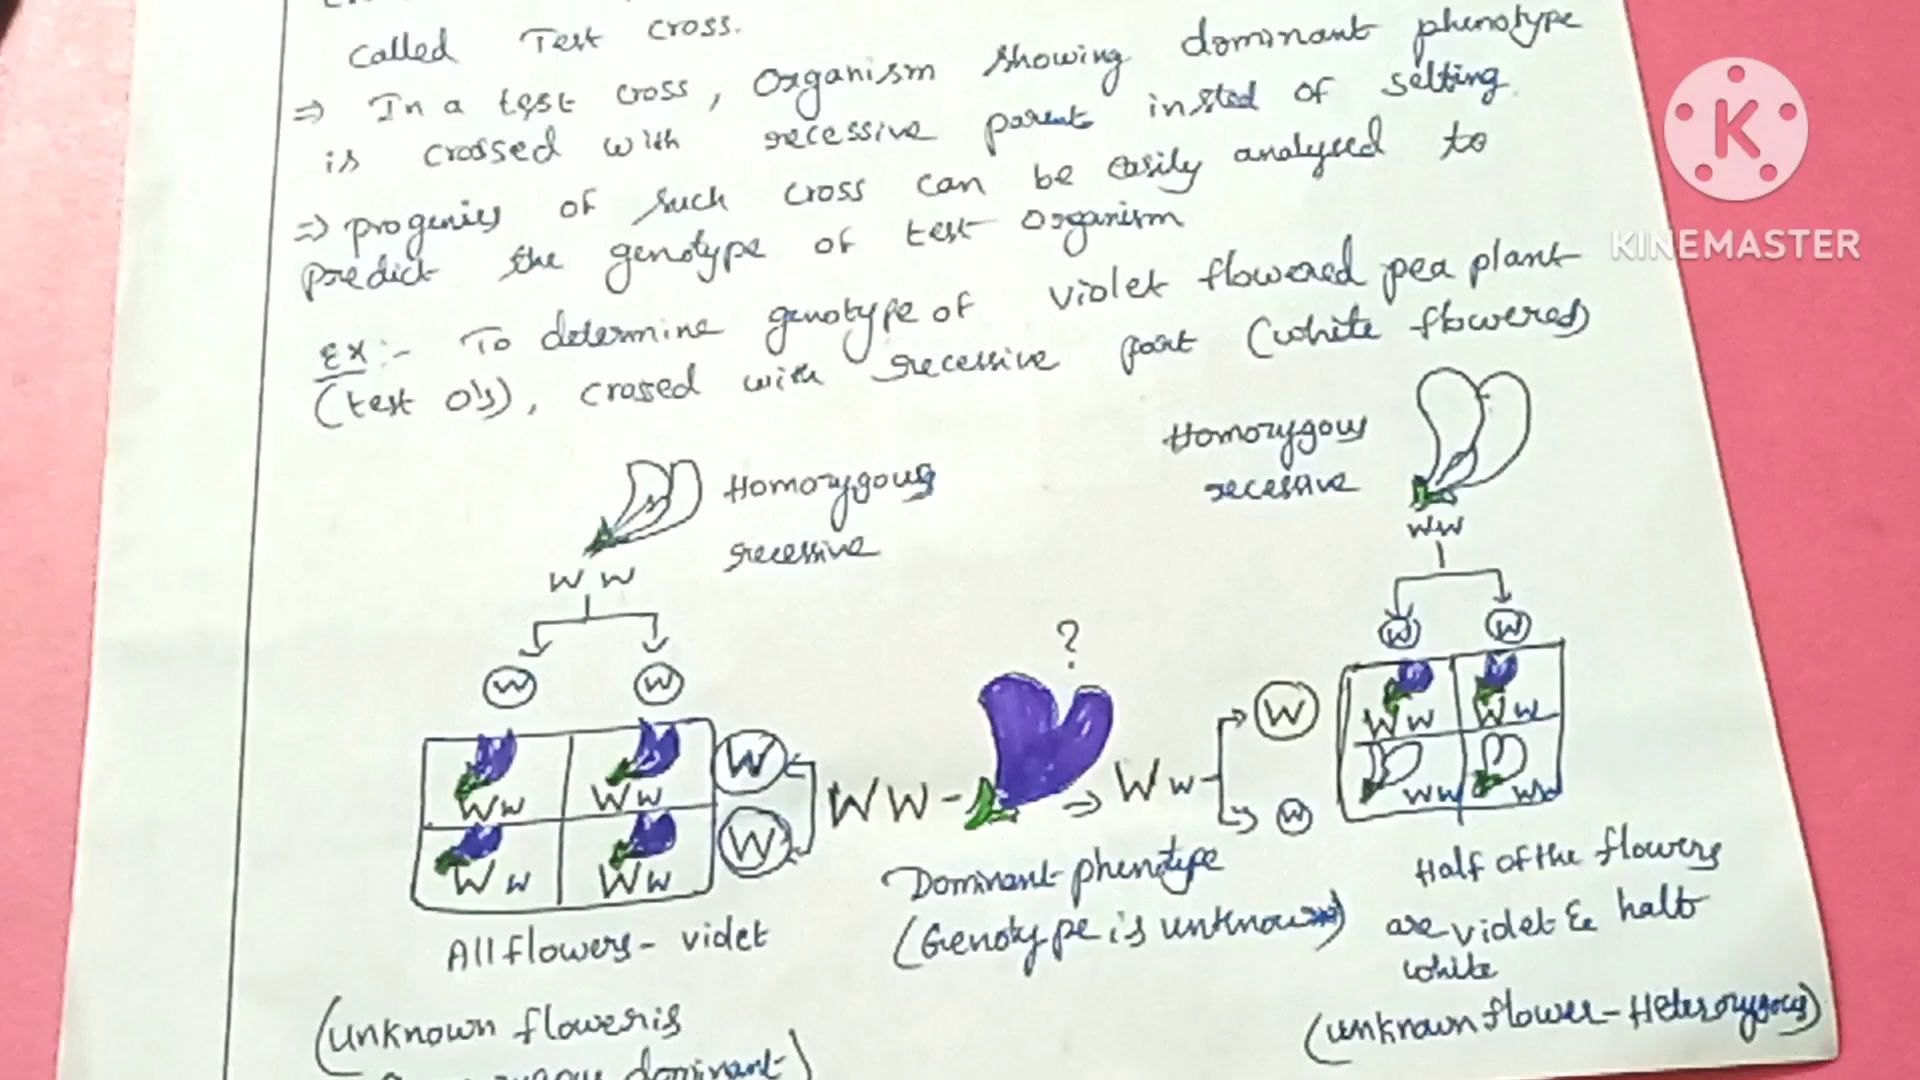 called Test cross.
⇒ In a test cross, Organism showing dominant phenotype
is crossed with recessive parent insted of selfing.
⇒ progenies of such cross can be easily analysed to
predict the genotype of test organism
Ex:- To determine genotype of violet flowered pea plant
(test o's), crossed with recessive part (white flowered)
Homozygous
recessive
ww
w w
Homozygous
recessive
ww
w w
?
Ww Ww
Ww Ww
W
W
WW
Ww
W
w
Ww Ww
ww ww
All flowers - violet
(unknown flower is
dominant)
Dominant phenotype
(Genotype is unknown)
Half of the flowers
are violet & half
white
(unknown flower - Heterozygous)
K
KINEMASTER